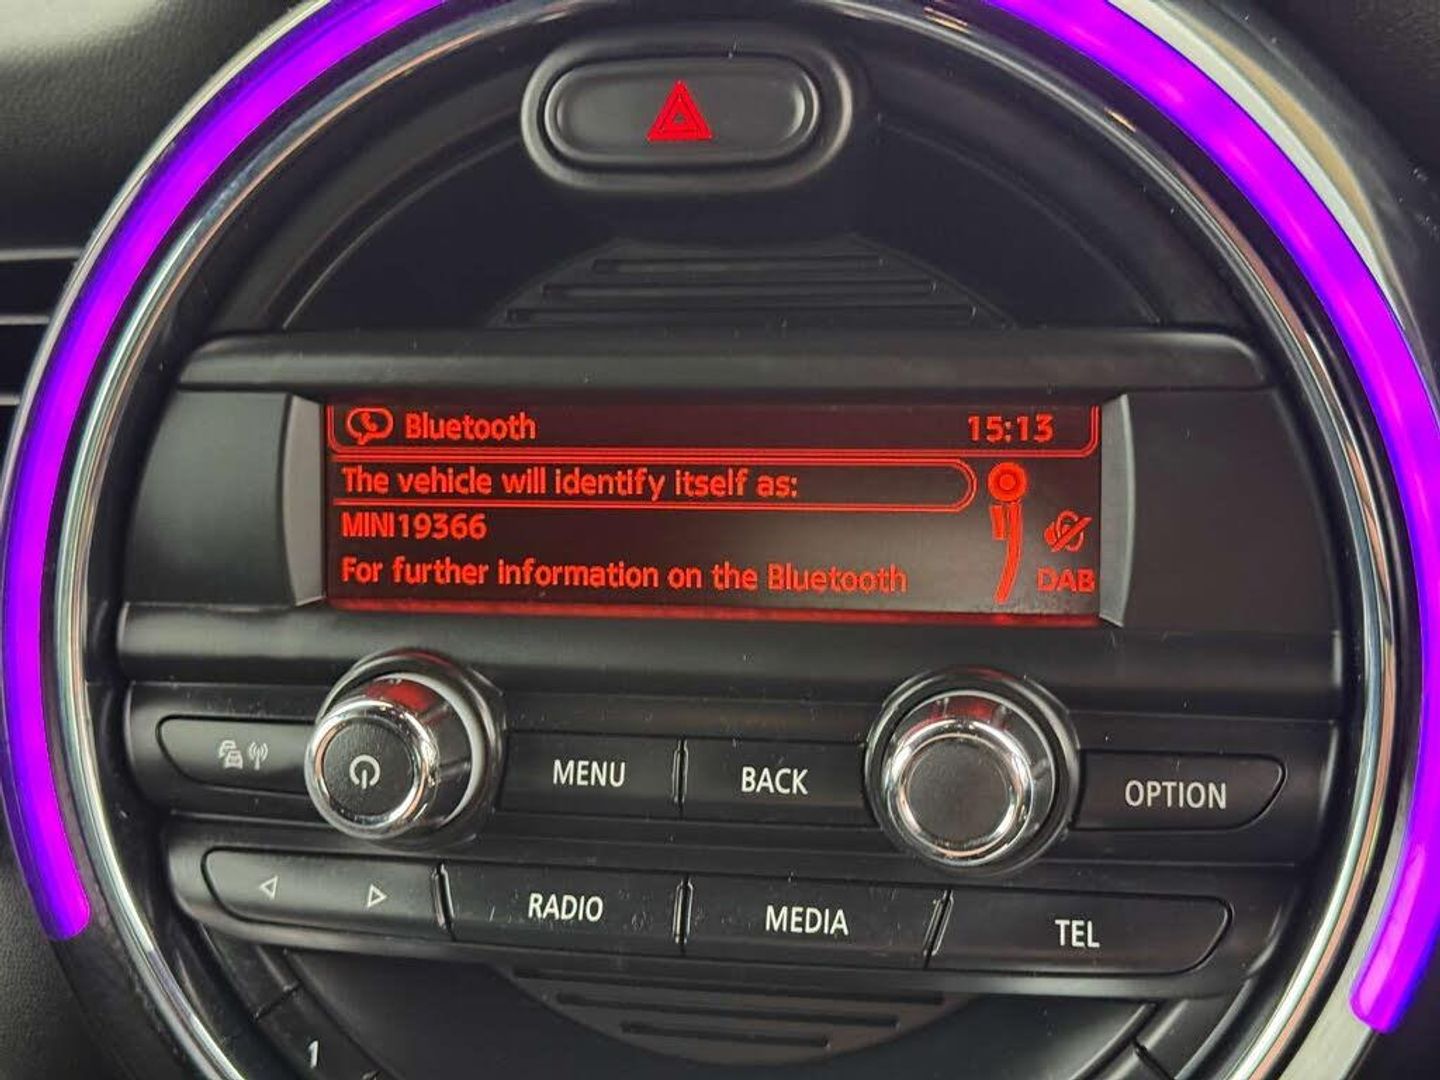 Bluetooth 15:13
The vehicle will identify itself as:
MINI19366
For further information on the Bluetooth
DAB
MENU BACK OPTION
RADIO MEDIA TEL
1